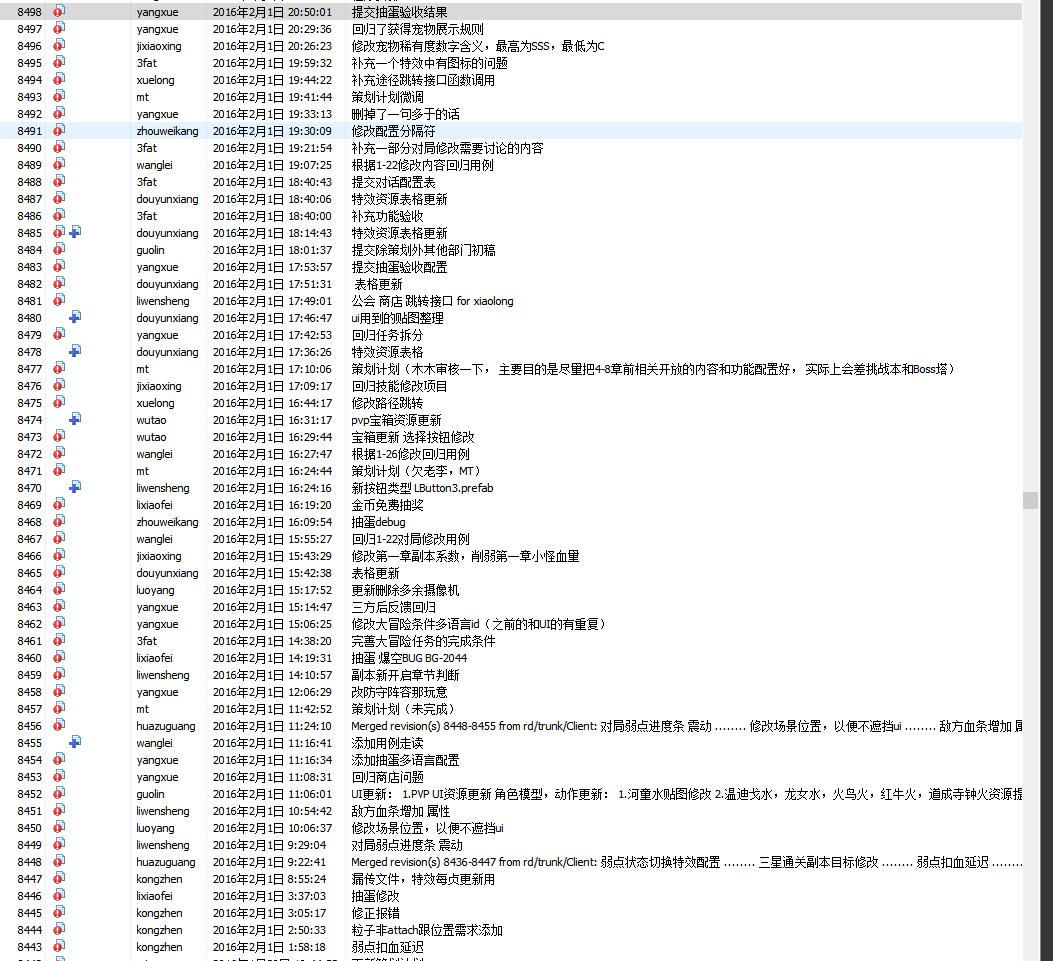 8498 yangxue 2016年2月1日 20:50:01 提交抽蛋验收结果
8497 yangxue 2016年2月1日 20:29:36 回归了获得宠物展示规则
8496 jixiaoxing 2016年2月1日 20:26:23 修改宠物稀有度数字含义，最高为SSS，最低为C
8495 3fat 2016年2月1日 19:59:32 补充一个特效中有图标的问题
8494 xuelong 2016年2月1日 19:44:22 补充途径跳转接口函数调用
8493 mt 2016年2月1日 19:41:44 策划计划微调
8492 yangxue 2016年2月1日 19:33:13 删掉了一句多于的话
8491 zhouweikang 2016年2月1日 19:30:09 修改配置分隔符
8490 3fat 2016年2月1日 19:21:54 补充一部分对局修改需要讨论的内容
8489 wanglei 2016年2月1日 19:07:25 根据1-22修改内容回归用例
8488 3fat 2016年2月1日 18:40:43 提交对话配置表
8487 douyunxiang 2016年2月1日 18:40:06 特效资源表格更新
8486 3fat 2016年2月1日 18:40:00 补充功能验收
8485 douyunxiang 2016年2月1日 18:14:43 特效资源表格更新
8484 guolin 2016年2月1日 18:01:37 提交除策划外其他部门初稿
8483 yangxue 2016年2月1日 17:53:57 提交抽蛋验收配置
8482 douyunxiang 2016年2月1日 17:51:31 表格更新
8481 liwensheng 2016年2月1日 17:49:01 公会 商店 跳转接口 for xiaolong
8480 douyunxiang 2016年2月1日 17:46:47 ui用到的贴图整理
8479 yangxue 2016年2月1日 17:42:53 回归任务拆分
8478 douyunxiang 2016年2月1日 17:36:26 特效资源表格
8477 mt 2016年2月1日 17:10:06 策划计划（木木审核一下， 主要目的是尽量把4-8章前相关开放的内容和功能配置好， 实际上会差挑战本和Boss塔）
8476 jixiaoxing 2016年2月1日 17:09:17 回归技能修改项目
8475 xuelong 2016年2月1日 16:44:17 修改路径跳转
8474 wutao 2016年2月1日 16:31:17 pvp宝箱资源更新
8473 wutao 2016年2月1日 16:29:44 宝箱更新 选择按钮修改
8472 wanglei 2016年2月1日 16:27:47 根据1-26修改回归用例
8471 mt 2016年2月1日 16:24:44 策划计划（欠老李，MT）
8470 liwensheng 2016年2月1日 16:24:16 新按钮类型 LButton3.prefab
8469 lixiaofei 2016年2月1日 16:19:20 金币免费抽奖
8468 zhouweikang 2016年2月1日 16:09:54 抽蛋debug
8467 wanglei 2016年2月1日 15:55:27 回归1-22对局修改用例
8466 jixiaoxing 2016年2月1日 15:43:29 修改第一章副本系数，削弱第一章小怪血量
8465 douyunxiang 2016年2月1日 15:42:38 表格更新
8464 luoyang 2016年2月1日 15:17:52 更新删除多余摄像机
8463 yangxue 2016年2月1日 15:14:47 三方后反馈回归
8462 yangxue 2016年2月1日 15:06:25 修改大冒险条件多语言id（之前的和UI的有重复）
8461 3fat 2016年2月1日 14:38:20 完善大冒险任务的完成条件
8460 lixiaofei 2016年2月1日 14:19:31 抽蛋 爆空BUG BG-2044
8459 liwensheng 2016年2月1日 14:10:57 副本新开启章节判断
8458 yangxue 2016年2月1日 12:06:29 改防守阵容那玩意
8457 mt 2016年2月1日 11:42:52 策划计划（未完成）
8456 huazuguang 2016年2月1日 11:24:10 Merged revision(s) 8448-8455 from rd/trunk/Client: 对局弱点进度条 震动 ........ 修改场景位置，以便不遮挡ui ........ 敌方血条增加 属
8455 wanglei 2016年2月1日 11:16:41 添加用例走读
8454 yangxue 2016年2月1日 11:16:34 添加抽蛋多语言配置
8453 yangxue 2016年2月1日 11:08:31 回归商店问题
8452 guolin 2016年2月1日 11:06:01 UI更新： 1.PVP UI资源更新 角色模型，动作更新： 1.河童水贴图修改 2.温迪戈水，龙女水，火鸟火，红牛火，道成寺钟火资源提
8451 liwensheng 2016年2月1日 10:54:42 敌方血条增加 属性
8450 luoyang 2016年2月1日 10:06:37 修改场景位置，以便不遮挡ui
8449 liwensheng 2016年2月1日 9:29:04 对局弱点进度条 震动
8448 huazuguang 2016年2月1日 9:22:41 Merged revision(s) 8436-8447 from rd/trunk/Client: 弱点状态切换特效配置 ........ 三星通关副本目标修改 ........ 弱点扣血延迟 ........
8447 kongzhen 2016年2月1日 8:55:24 漏传文件，特效每贞更新用
8446 lixiaofei 2016年2月1日 3:37:03 抽蛋修改
8445 kongzhen 2016年2月1日 3:05:17 修正报错
8444 kongzhen 2016年2月1日 2:50:33 粒子非attach跟位置需求添加
8443 kongzhen 2016年2月1日 1:58:18 弱点扣血延迟